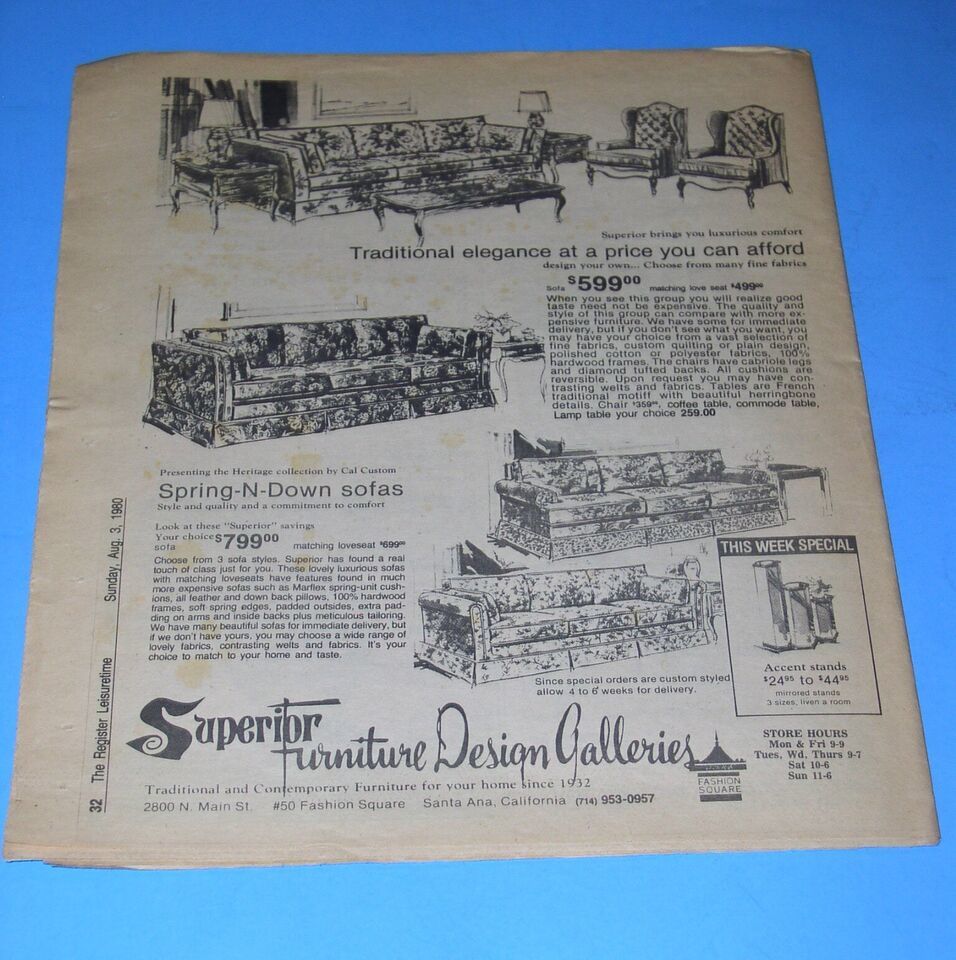 Superior brings you luxurious comfort
Traditional elegance at a price you can afford
design your own... Choose from many fine fabrics
Sofa $59900 matching love seat $49900
When you see this group you will realize good
taste need not be expensive. The quality and
style of this group can compare with more ex-
pensive furniture. We have some for immediate
delivery, but if you don't see what you want, you
may have your choice from a vast selection of
fine fabrics, custom quilting or plain design,
polished cotton or polyester fabrics, 100%
hardwood frames. The chairs have cabriole legs
and diamond tufted backs. All cushions are
reversible. Upon request you may have con-
trasting welts and fabrics. Tables are French
traditional motiff with beautiful herringbone
details. Chair $35900, coffee table, commode table,
Lamp table your choice 259.00
Presenting the Heritage collection by Cal Custom
Spring-N-Down sofas
Style and quality and a commitment to comfort
Look at these "Superior" savings
Your choice $79900
sofa matching loveseat $69900
Choose from 3 sofa styles. Superior has found a real
touch of class just for you. These lovely luxurious sofas
with matching loveseats have features found in much
more expensive sofas such as Marflex spring-unit cush-
ions, all feather and down back pillows, 100% hardwood
frames, soft spring edges, padded outsides, extra pad-
ding on arms and inside backs plus meticulous tailoring.
We have many beautiful sofas for immediate delivery, but
if we don't have yours, you may choose a wide range of
lovely fabrics, contrasting welts and fabrics. It's your
choice to match to your home and taste.
THIS WEEK SPECIAL
Accent stands
$2495 to $4495
mirrored stands
3 sizes, liven a room
Since special orders are custom styled
allow 4 to 6 weeks for delivery.
Superior
Furniture Design Galleries
FASHION
SQUARE
STORE HOURS
Mon & Fri 9-9
Tues, Wd, Thurs 9-7
Sat 10-6
Sun 11-6
Traditional and Contemporary Furniture for your home since 1932
2800 N. Main St. #50 Fashion Square Santa Ana, California (714) 953-0957
32 The Register Leisuretime Sunday, Aug. 3, 1980